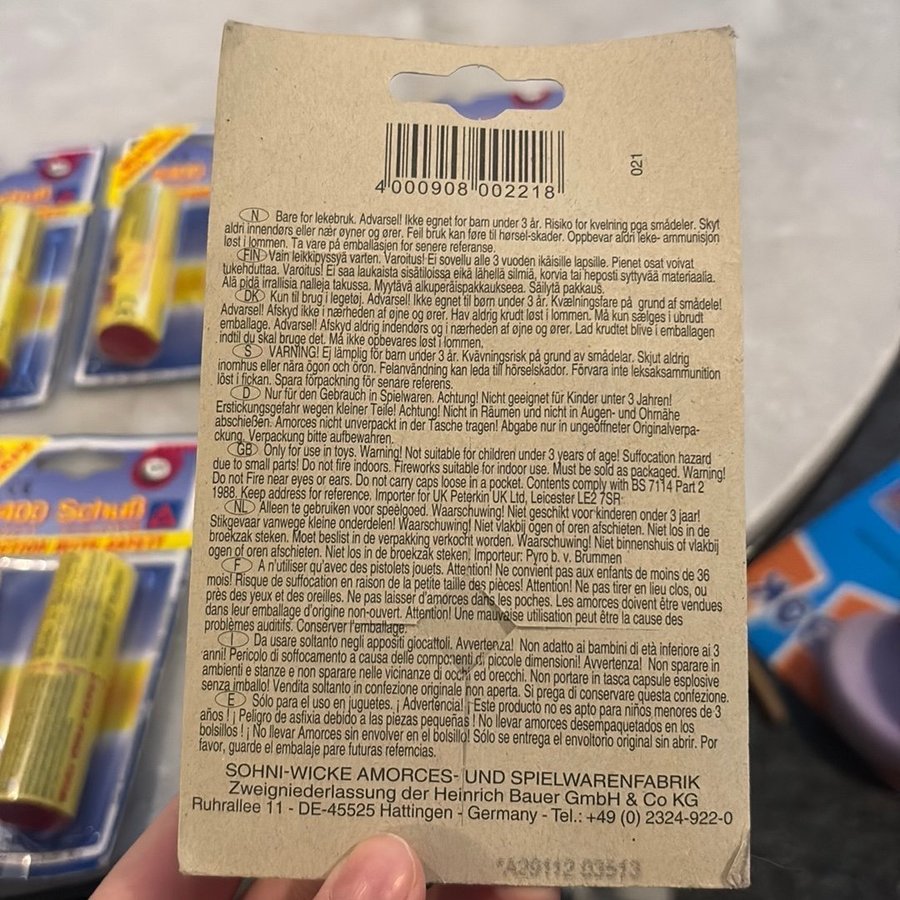 4 000908 002218
021
N Bare for lekebruk. Advarsel! Ikke egnet for barn under 3 år. Risiko for kvelning pga smådeler. Skyt
aldri innendørs eller nær øyner og ører. Feil bruk kan føre til hørsel-skader. Oppbevar aldri leke- ammunisjon
løst i lommen. Ta vare på emballasjen for senere referanse.
FIN Vain leikkipyssyä varten. Varoitus! Ei sovellu alle 3 vuoden ikäisille lapsille. Pienet osat voivat
tukehduttaa. Varoitus! Ei saa laukaista sisätiloissa eikä lähellä silmiä, korvia tai heposti syttyvää materiaalia.
Älä pidä irrallisia nalleja takussa. Myytävä alkuperäispakkaukseea. Säilytä pakkaus.
DK Kun til brug i legetøj. Advarsel! Ikke egnet til børn under 3 år. Kvælningsfare på grund af smådele!
Advarsel! Afskyd ikke i nærheden af øjne og ører. Hav aldrig krudt løst i lommen. Må kun sælges i ubrudt
emballage. Advarsel! Afskyd aldrig indendørs og i nærheden af øjne og ører. Lad krudtet blive i emballagen
indtil du skal bruge det. Må ikke opbevares løst i lommen.
S VARNING! Ej lämplig för barn under 3 år. Kvävningsrisk på grund av smådelar. Skjut aldrig
inomhus eller nära ögon och öron. Felanvändning kan leda till hörselskador. Förvara inte leksaksammunition
löst i fickan. Spara förpackning för senare referens.
D Nur für den Gebrauch in Spielwaren. Achtung! Nicht geeignet für Kinder unter 3 Jahren!
Erstickungsgefahr wegen kleiner Teile! Achtung! Nicht in Räumen und nicht in Augen- und Ohrnähe
abschießen. Amorces nicht unverpackt in der Tasche tragen! Abgabe nur in ungeöffneter Originalverpa-
ckung. Verpackung bitte aufbewahren.
GB Only for use in toys. Warning! Not suitable for children under 3 years of age! Suffocation hazard
due to small parts! Do not fire indoors. Fireworks suitable for indoor use. Must be sold as packaged. Warning!
Do not Fire near eyes or ears. Do not carry caps loose in a pocket. Contents comply with BS 7114 Part 2
1988. Keep address for reference. Importer for UK Peterkin UK Ltd, Leicester LE2 7SR
NL Alleen te gebruiken voor speelgoed. Waarschuwing! Niet geschikt voor kinderen onder 3 jaar!
Stikgevaar vanwege kleine onderdelen! Waarschuwing! Niet vlakbij ogen of oren afschieten. Niet los in de
broekzak steken. Moet beslist in de verpakking verkocht worden. Waarschuwing! Niet binnenshuis of vlakbij
ogen of oren afschieten. Niet los in de broekzak steken. Importeur: Pyro b. v. Brummen
F A n'utiliser qu'avec des pistolets jouets. Attention! Ne convient pas aux enfants de moins de 36
mois! Risque de suffocation en raison de la petite taille des pièces! Attention! Ne pas tirer en lieu clos, ou
près des yeux et des oreilles. Ne pas laisser d'amorces dans les poches. Les amorces doivent être vendues
dans leur emballage d'origine non-ouvert. Attention! Une mauvaise utilisation peut être la cause des
problèmes auditifs. Conserver l'emballage.
I Da usare soltanto negli appositi giocattoli. Avvertenza! Non adatto ai bambini di età inferiore ai 3
anni! Pericolo di soffocamento a causa delle componenti di piccole dimensioni! Avvertenza! Non sparare in
ambienti e stanze e non sparare nelle vicinanze di occhi ed orecchi. Non portare in tasca capsule esplosive
senza imballo! Vendita soltanto in confezione originale non aperta. Si prega di conservare questa confezione.
E Sólo para el uso en juguetes. ¡ Advertencia! ¡ Este producto no es apto para niños menores de 3
años ! ¡ Peligro de asfixia debido a las piezas pequeñas ! No llevar amorces desempaquetados en los
bolsillos ! ¡ No llevar Amorces sin envolver en el bolsillo! Sólo se entrega el envoltorio original sin abrir. Por
favor, guarde el embalaje pare futuras referncias.
SOHNI-WICKE AMORCES- UND SPIELWARENFABRIK
Zweigniederlassung der Heinrich Bauer GmbH & Co KG
Ruhrallee 11 - DE-45525 Hattingen - Germany - Tel.: +49 (0) 2324-922-0
*A20112 03513
400 Schuß